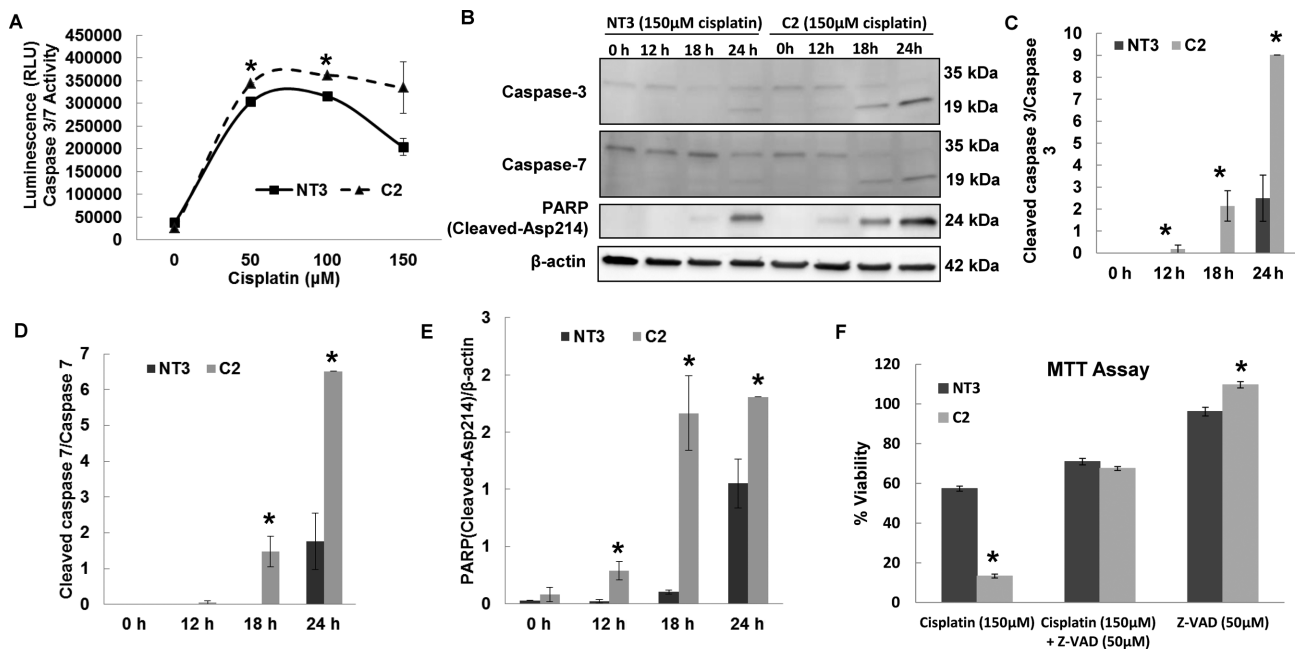 A
Luminescence (RLU)
Caspase 3/7 Activity
450000
400000
350000
300000
250000
200000
150000
100000
50000
0
*
*
NT3
C2
0
50
100
150
Cisplatin (µM)
B
NT3 (150µM cisplatin)
C2 (150µM cisplatin)
0 h 12 h 18 h 24 h 0h 12h 18h 24h
Caspase-3
35 kDa
19 kDa
Caspase-7
35 kDa
19 kDa
PARP
(Cleaved-Asp214)
24 kDa
β-actin
42 kDa
C
Cleaved caspase 3/Caspase
3
10
9
8
7
6
5
4
3
2
1
0
NT3
C2
*
*
*
0 h 12 h 18 h 24 h
D
Cleaved caspase 7/Caspase 7
7
6
5
4
3
2
1
0
NT3
C2
*
*
0 h 12 h 18 h 24 h
E
PARP(Cleaved-Asp214)/β-actin
3
2
2
1
1
0
NT3
C2
*
*
*
0 h 12 h 18 h 24 h
F
MTT Assay
% Viability
120
100
80
60
40
20
0
NT3
C2
*
*
Cisplatin (150µM)
Cisplatin (150µM)
+ Z-VAD (50µM)
Z-VAD (50µM)